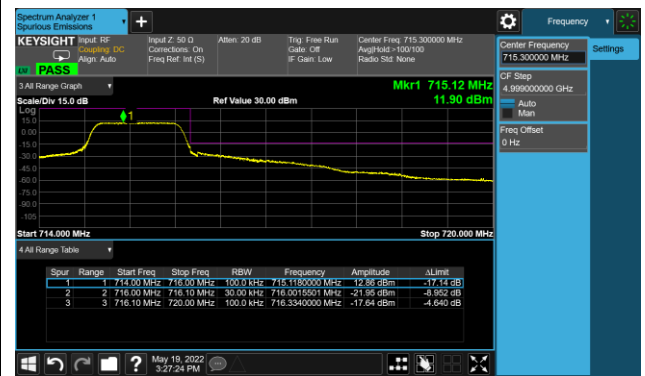 Spectrum Analyzer 1
Spurious Emissions
Frequency
KEYSIGHT Input: RF Input Z: 50 Ω Atten: 20 dB Trig: Free Run Center Freq: 715.300000 MHz
Coupling: DC Corrections: On Gate: Off Avg|Hold:>100/100
Align: Auto Freq Ref: Int (S) IF Gain: Low Radio Std: None
PASS
Center Frequency
715.300000 MHz
Settings
CF Step
4.999000000 GHz
Auto
Man
Freq Offset
0 Hz
3 All Range Graph
Mkr1 715.12 MHz
Scale/Div 15.0 dB Ref Value 30.00 dBm 11.90 dBm
Log
1
15.0
0.00
-15.0
-30.0
-45.0
-60.0
-75.0
-90.0
-105
Start 714.000 MHz Stop 720.000 MHz
4 All Range Table
Spur Range Start Freq Stop Freq RBW Frequency Amplitude ΔLimit
1 1 714.00 MHz 716.00 MHz 100.0 kHz 715.1180000 MHz 12.86 dBm -17.14 dB
2 2 716.00 MHz 716.10 MHz 30.00 kHz 716.0015501 MHz -21.95 dBm -8.952 dB
3 3 716.10 MHz 720.00 MHz 100.0 kHz 716.3340000 MHz -17.64 dBm -4.640 dB
May 19, 2022
3:27:24 PM